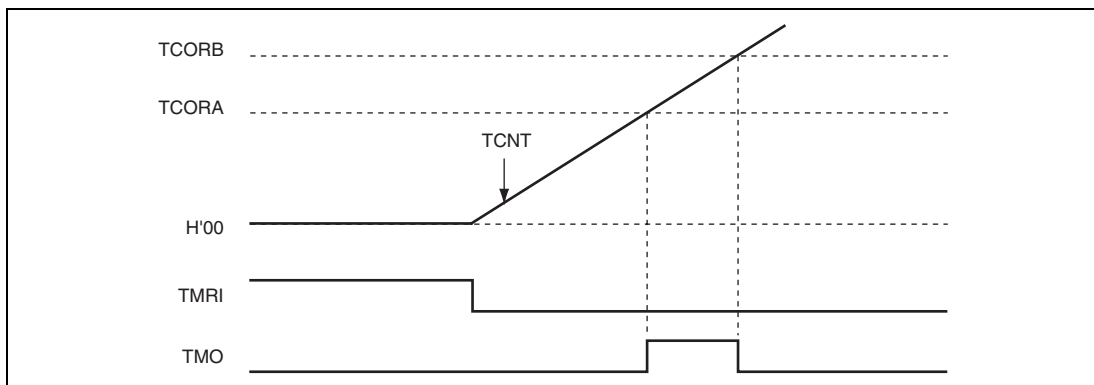 TCORB
TCORA
TCNT
H'00
TMRI
TMO